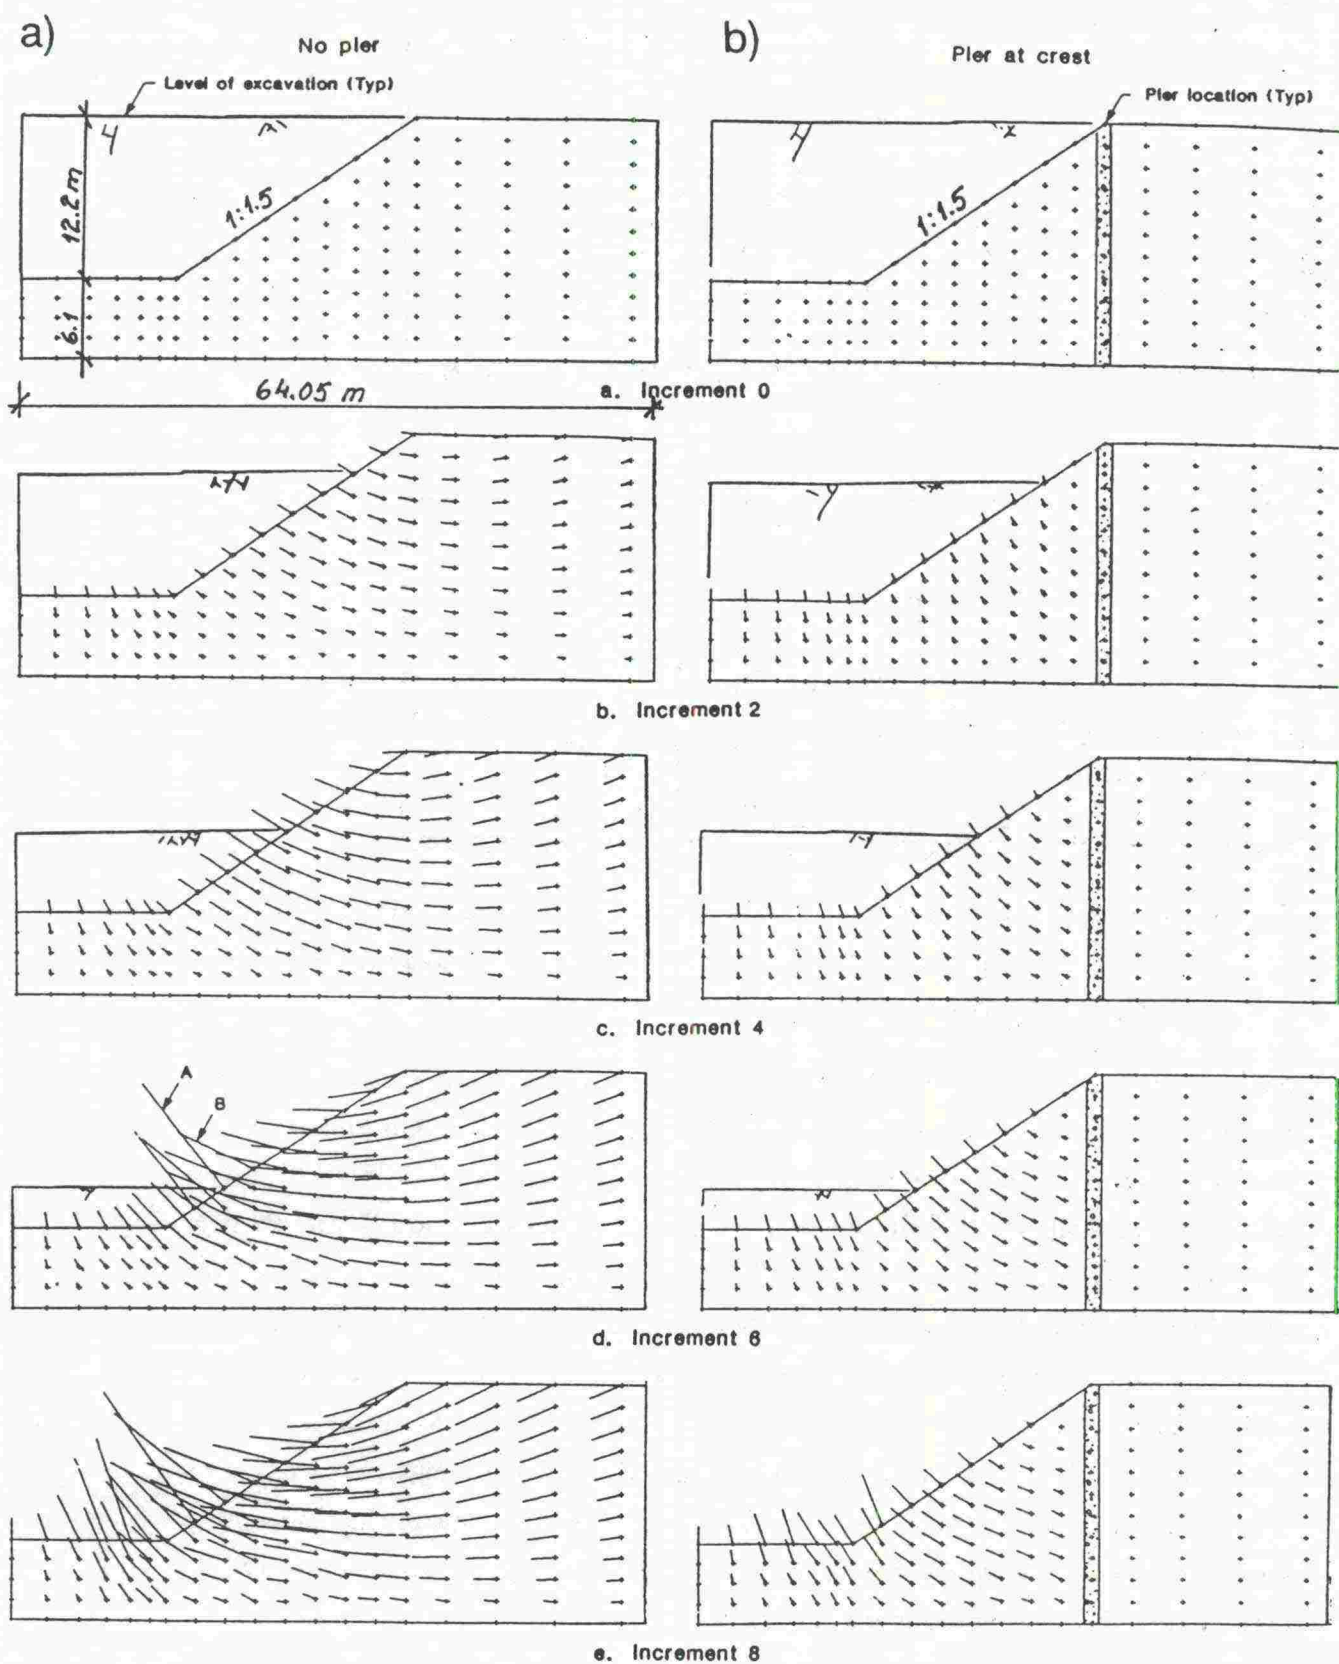 a)
No pier
b)
Pier at crest
Level of excavation (Typ)
Pier location (Typ)
12.2 m
1:1.5
1:1.5
6.1
a. Increment 0
64.05 m
b. Increment 2
c. Increment 4
A
B
d. Increment 6
e. Increment 8